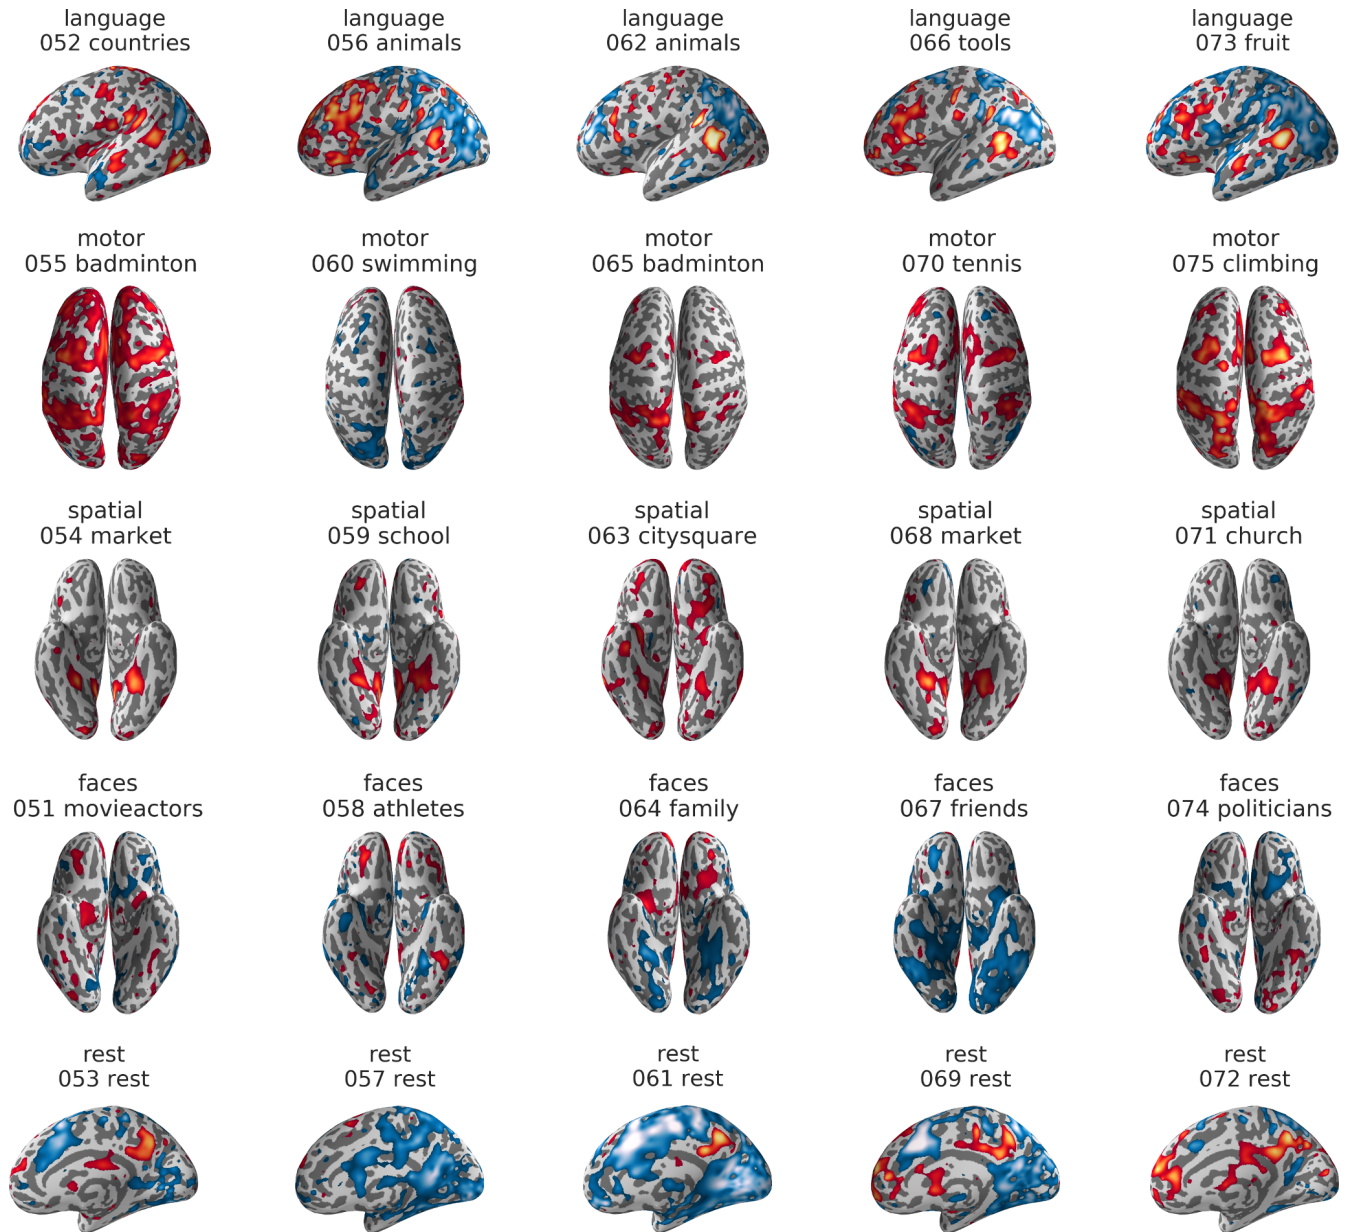 language language language language language
052 countries 056 animals 062 animals 066 tools 073 fruit
motor motor motor motor motor
055 badminton 060 swimming 065 badminton 070 tennis 075 climbing
spatial spatial spatial spatial spatial
054 market 059 school 063 citysquare 068 market 071 church
faces faces faces faces faces
051 movieactors 058 athletes 064 family 067 friends 074 politicians
rest rest rest rest rest
053 rest 057 rest 061 rest 069 rest 072 rest